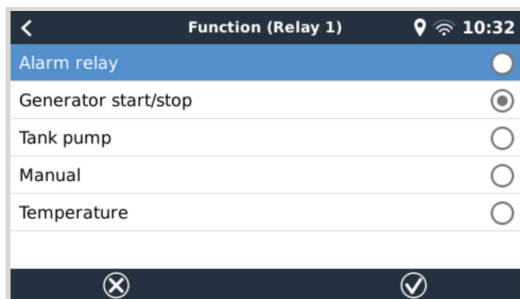 Function (Relay 1) 10:32
Alarm relay
Generator start/stop
Tank pump
Manual
Temperature